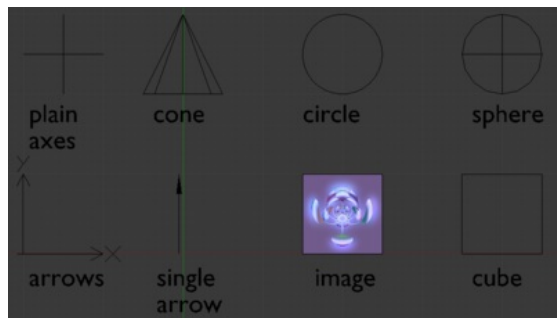 plain axes
cone
circle
sphere
Y
X
arrows
single arrow
image
cube